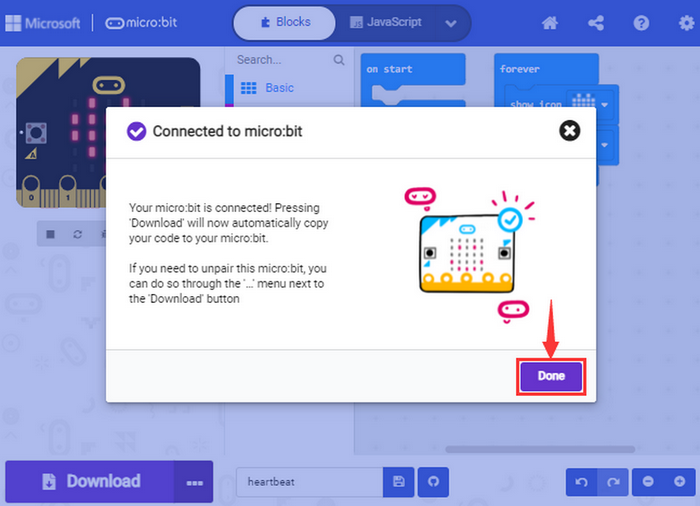 Microsoft
micro:bit
Blocks
JavaScript
Search...
Basic
on start
forever
show icon
Connected to micro:bit
Your micro:bit is connected! Pressing
'Download' will now automatically copy
your code to your micro:bit.
If you need to unpair this micro:bit, you
can do so through the '...' menu next to
the 'Download' button
0
1
Done
Download
...
heartbeat